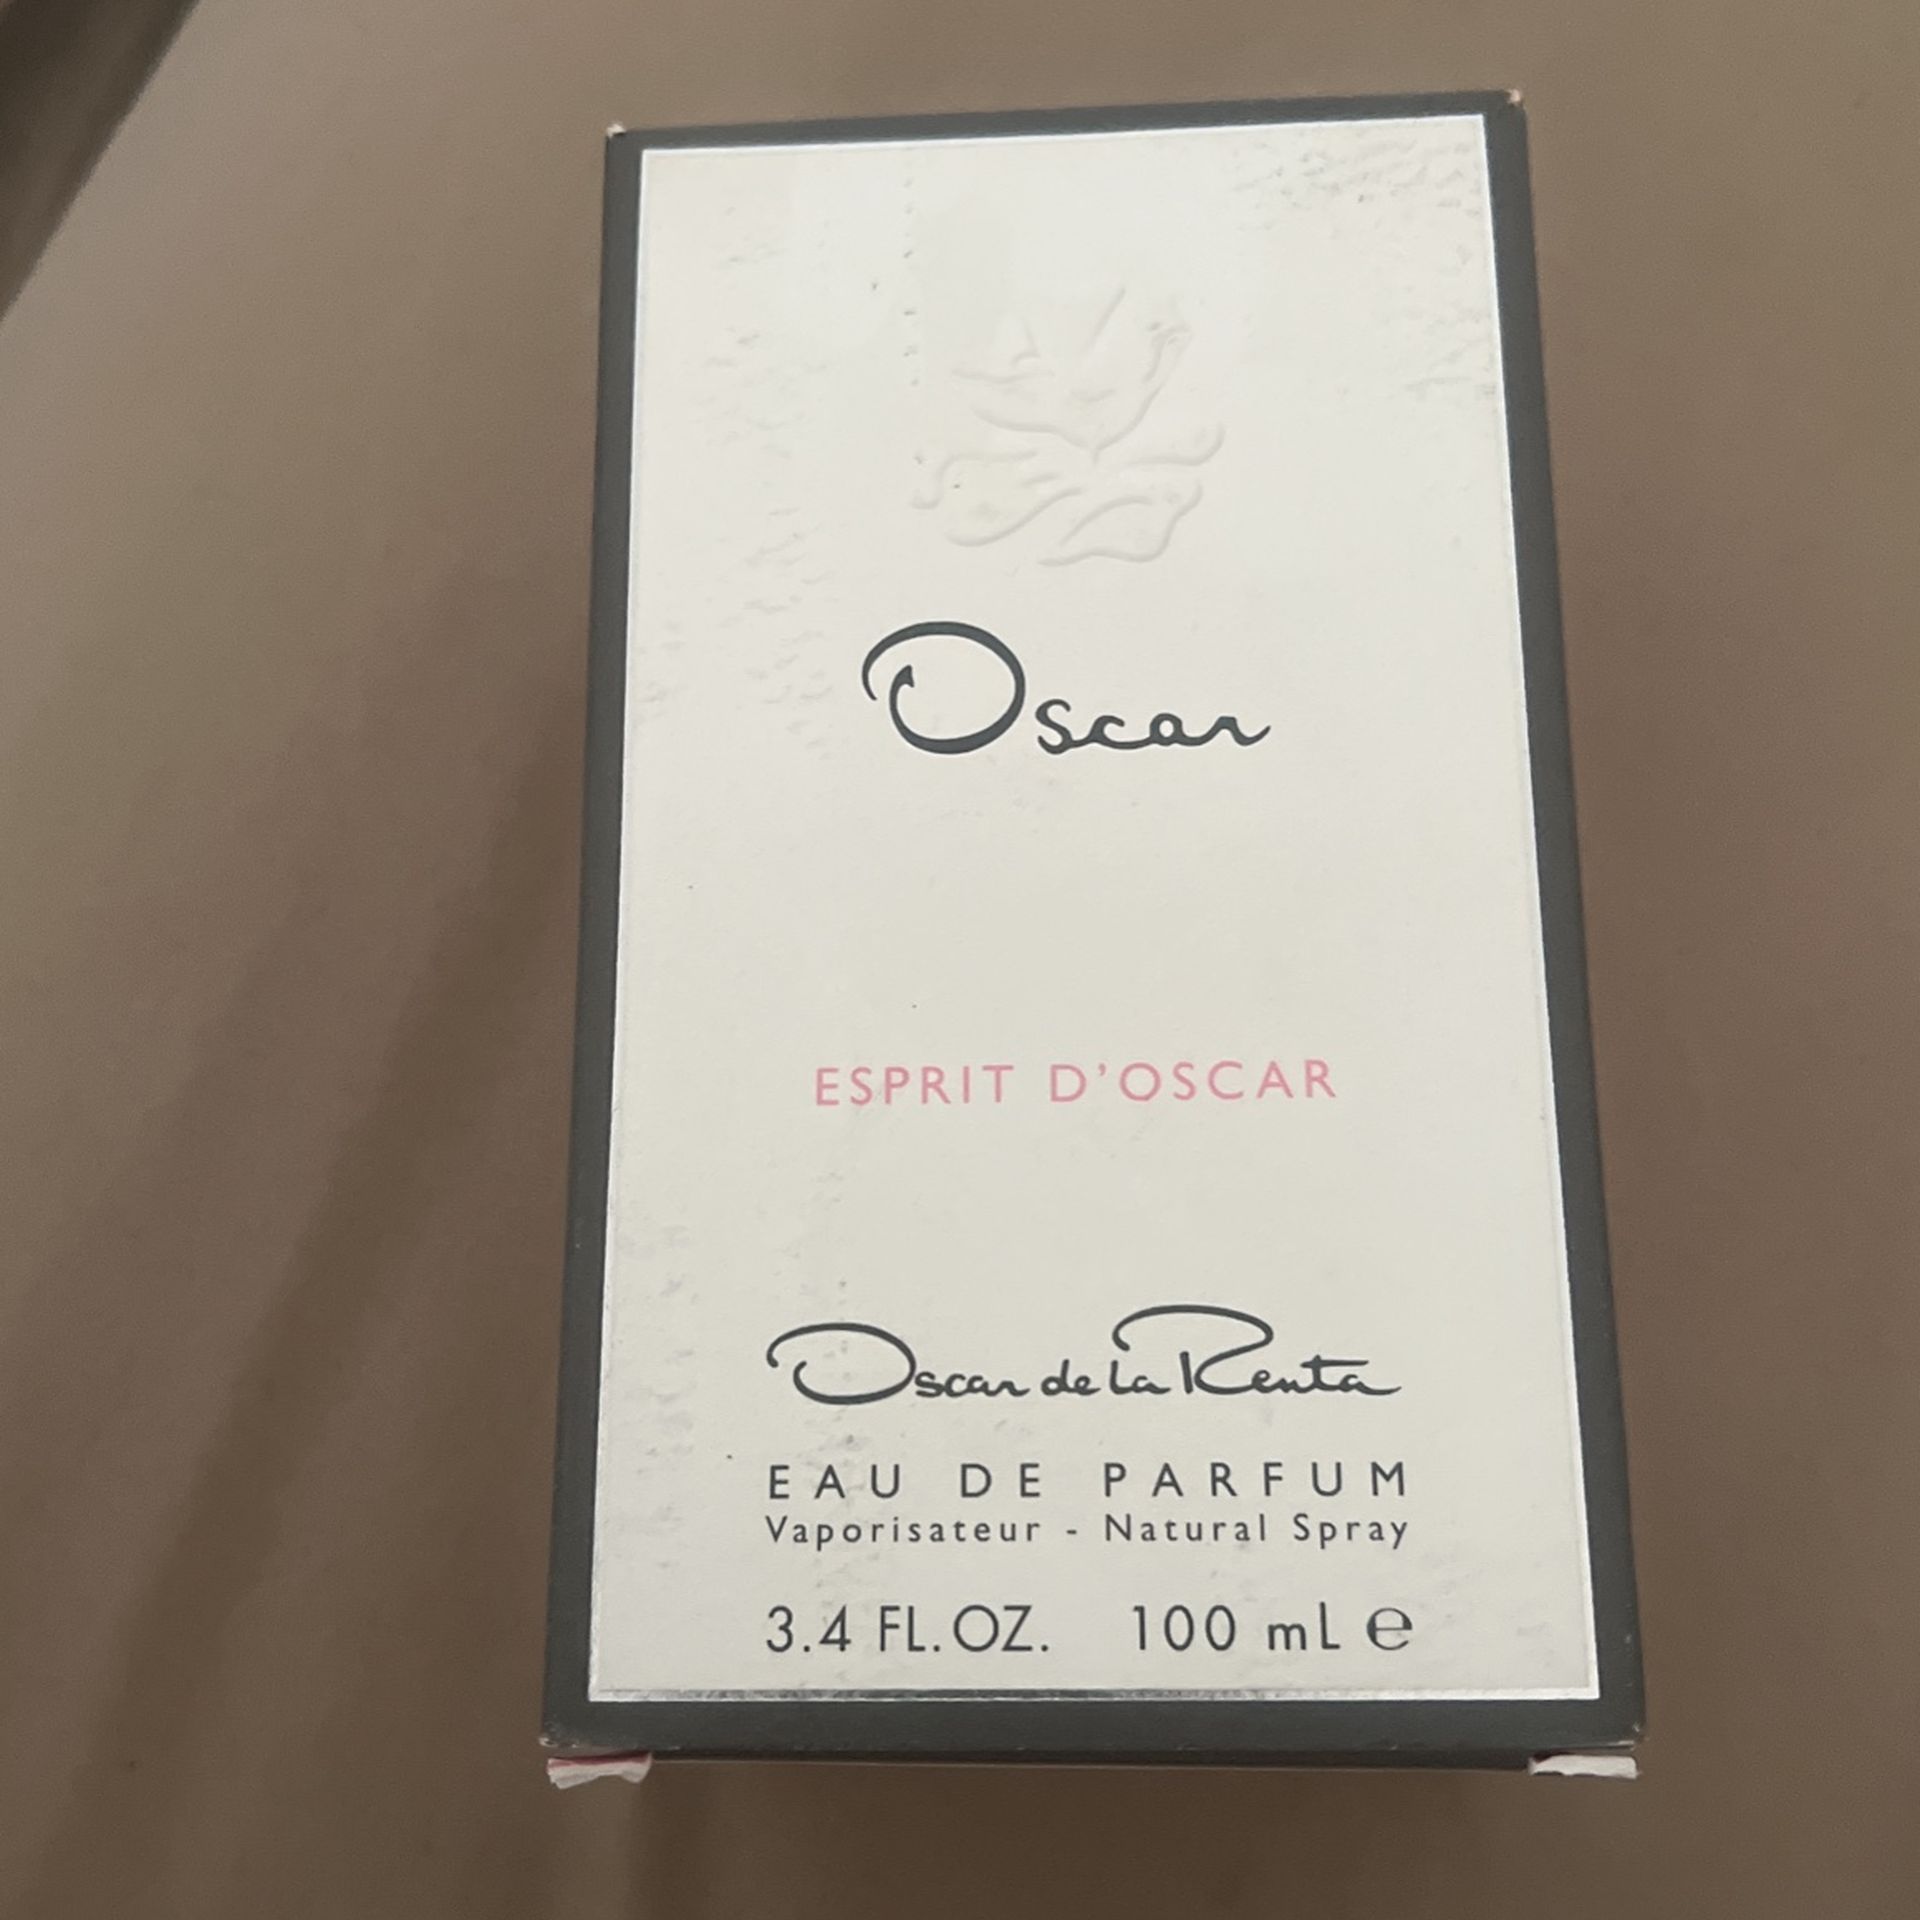 Oscar
ESPRIT D'OSCAR
Oscar de la Renta
EAU DE PARFUM
Vaporisateur - Natural Spray
3.4 FL. OZ. 100 mL ℮